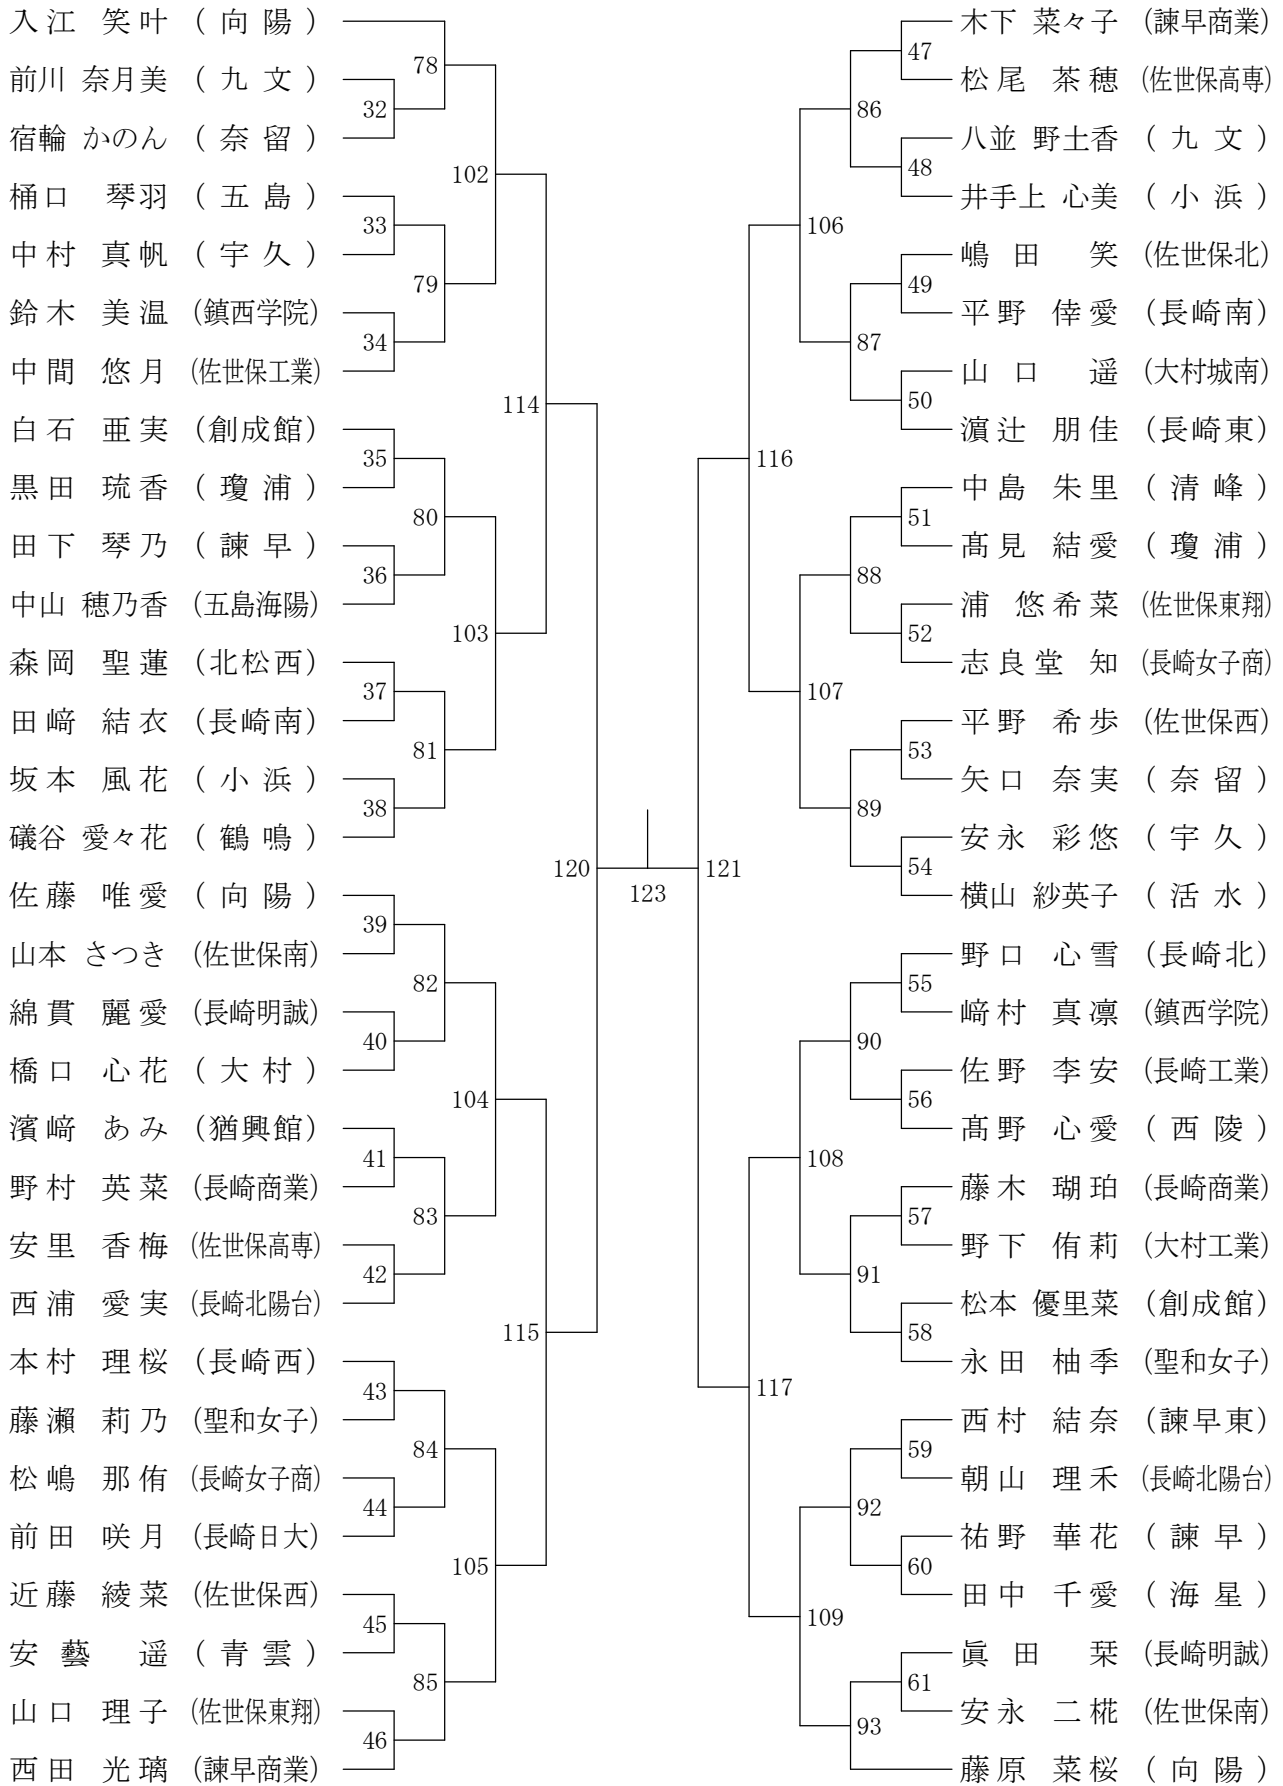 入江 笑叶 (向陽)
前川 奈月美 (九文)
宿輪 かのん (奈留)
桶口 琴羽 (五島)
中村 真帆 (宇久)
鈴木 美温 (鎮西学院)
中間 悠月 (佐世保工業)
白石 亜実 (創成館)
黒田 琉香 (瓊浦)
田下 琴乃 (諫早)
中山 穂乃香 (五島海陽)
森岡 聖蓮 (北松西)
田﨑 結衣 (長崎南)
坂本 風花 (小浜)
礒谷 愛々花 (鶴鳴)
佐藤 唯愛 (向陽)
山本 さつき (佐世保南)
綿貫 麗愛 (長崎明誠)
橋口 心花 (大村)
濱﨑 あみ (猶興館)
野村 英菜 (長崎商業)
安里 香梅 (佐世保高専)
西浦 愛実 (長崎北陽台)
本村 理桜 (長崎西)
藤瀨 莉乃 (聖和女子)
松嶋 那侑 (長崎女子商)
前田 咲月 (長崎日大)
近藤 綾菜 (佐世保西)
安藝 遥 (青雲)
山口 理子 (佐世保東翔)
西田 光璃 (諫早商業)
32
33
34
35
36
37
38
39
40
41
42
43
44
45
46
78
79
80
81
82
83
84
85
102
103
104
105
114
115
120
123
121
116
117
106
107
108
109
86
87
88
89
90
91
92
93
47
48
49
50
51
52
53
54
55
56
57
58
59
60
61
木下 菜々子 (諫早商業)
松尾 茶穂 (佐世保高専)
八並 野土香 (九文)
井手上 心美 (小浜)
嶋田 笑 (佐世保北)
平野 倖愛 (長崎南)
山口 遥 (大村城南)
濵辻 朋佳 (長崎東)
中島 朱里 (清峰)
髙見 結愛 (瓊浦)
浦 悠希菜 (佐世保東翔)
志良堂 知 (長崎女子商)
平野 希歩 (佐世保西)
矢口 奈実 (奈留)
安永 彩悠 (宇久)
横山 紗英子 (活水)
野口 心雪 (長崎北)
﨑村 真凛 (鎮西学院)
佐野 李安 (長崎工業)
髙野 心愛 (西陵)
藤木 瑚珀 (長崎商業)
野下 侑莉 (大村工業)
松本 優里菜 (創成館)
永田 柚季 (聖和女子)
西村 結奈 (諫早東)
朝山 理禾 (長崎北陽台)
祐野 華花 (諫早)
田中 千愛 (海星)
眞田 栞 (長崎明誠)
安永 二椛 (佐世保南)
藤原 菜桜 (向陽)